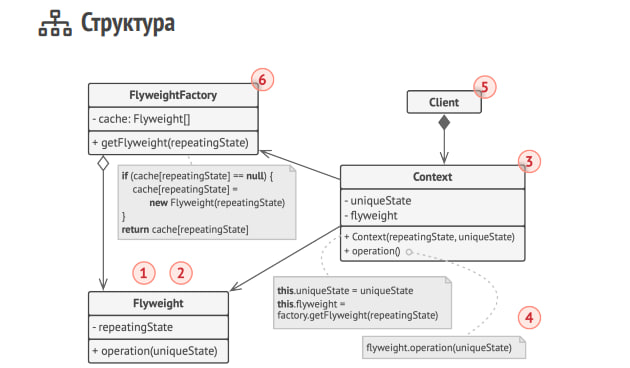 Структура
6
FlyweightFactory
- cache: Flyweight[]
+ getFlyweight(repeatingState)
if (cache[repeatingState] == null) {
cache[repeatingState] =
new Flyweight(repeatingState)
}
return cache[repeatingState]
5
Client
3
Context
- uniqueState
- flyweight
+ Context(repeatingState, uniqueState)
+ operation()
1
2
Flyweight
- repeatingState
+ operation(uniqueState)
this.uniqueState = uniqueState
this.flyweight =
factory.getFlyweight(repeatingState)
4
flyweight.operation(uniqueState)